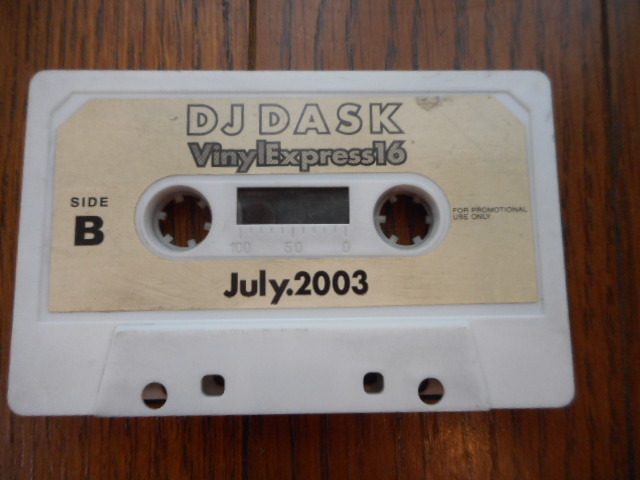 DJ DASK
VinylExpress16
SIDE
B
FOR PROMOTIONAL
USE ONLY
100 50 0
July.2003